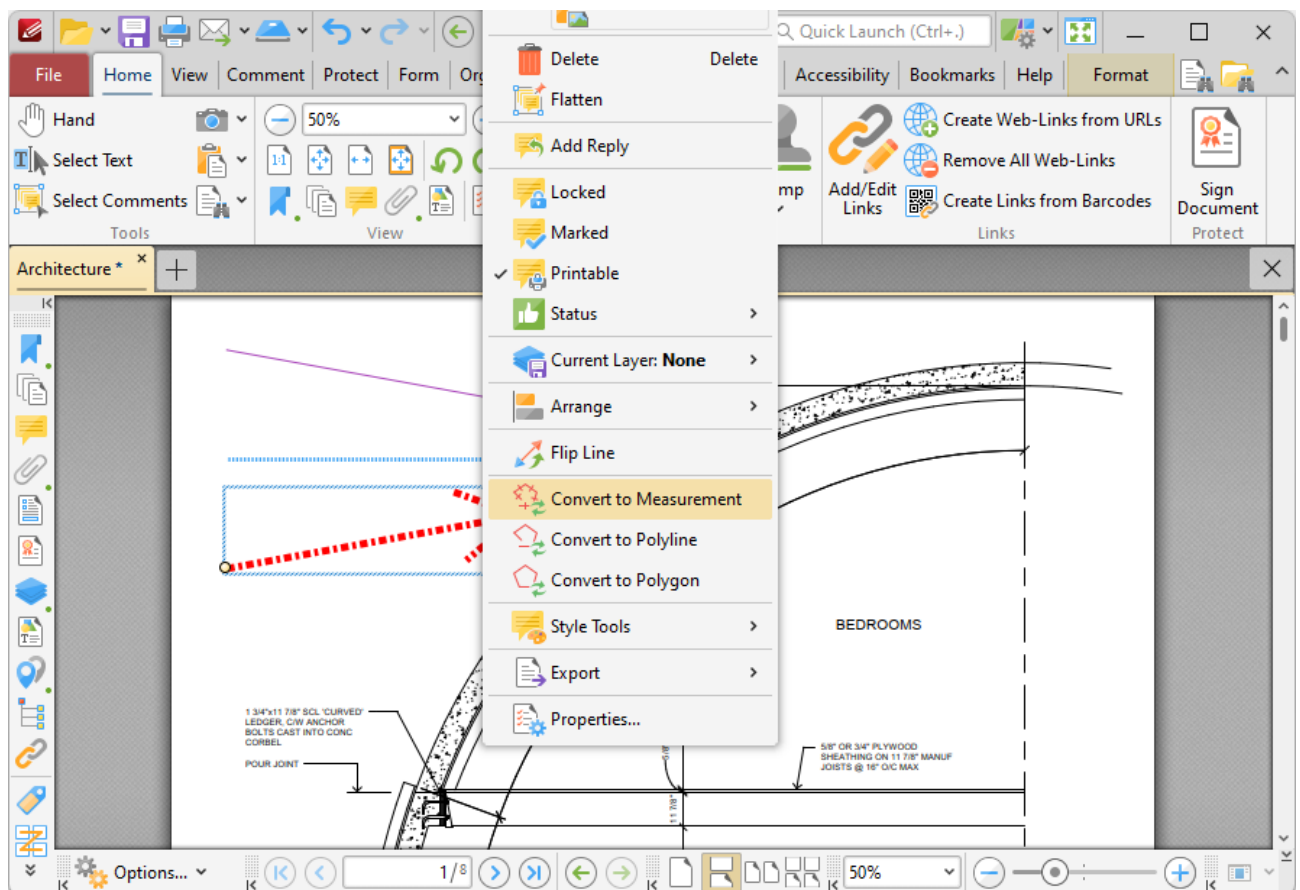 Quick Launch (Ctrl+.)
File
Home
View
Comment
Protect
Form
Accessibility
Bookmarks
Help
Format
Hand
Select Text
Select Comments
Tools
50%
1:1
View
Add/Edit
Links
Create Web-Links from URLs
Remove All Web-Links
Create Links from Barcodes
Links
Sign
Document
Protect
Architecture *
Delete Delete
Flatten
Add Reply
Locked
Marked
Printable
Status
Current Layer: None
Arrange
Flip Line
Convert to Measurement
Convert to Polyline
Convert to Polygon
Style Tools
Export
Properties...
BEDROOMS
1 3/4"x11 7/8" SCL 'CURVED'
LEDGER, C/W ANCHOR
BOLTS CAST INTO CONC
CORBEL
POUR JOINT
5/8" OR 3/4" PLYWOOD
SHEATHING ON 11 7/8" MANUF
JOISTS @ 16" O/C MAX
11 7/8"
Options...
1/8
50%